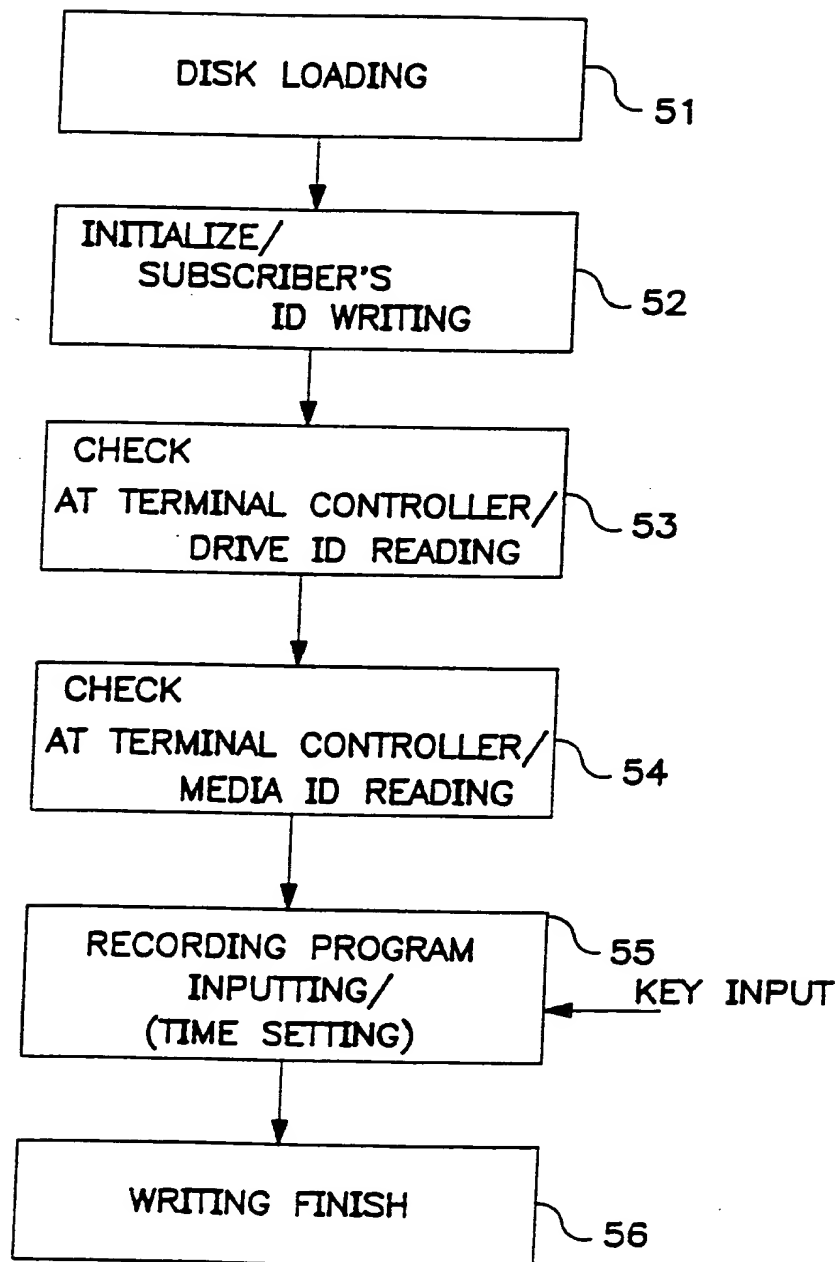 DISK LOADING
51
INITIALIZE/
SUBSCRIBER'S
ID WRITING
52
CHECK
AT TERMINAL CONTROLLER/
DRIVE ID READING
53
CHECK
AT TERMINAL CONTROLLER/
MEDIA ID READING
54
RECORDING PROGRAM
INPUTTING/
(TIME SETTING)
55
KEY INPUT
WRITING FINISH
56